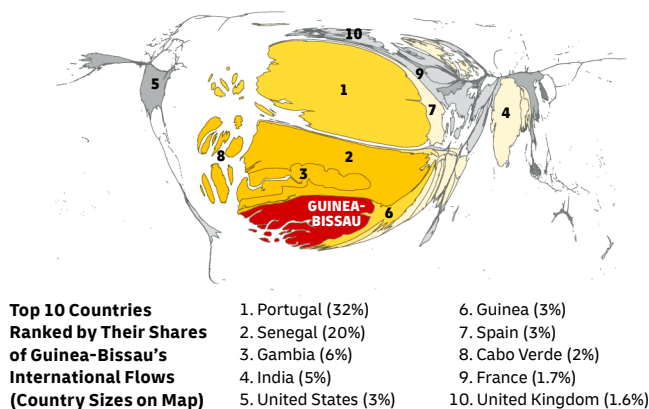 10
9
5
1
7
4
8
2
3
GUINEA-
BISSAU
6
Top 10 Countries
Ranked by Their Shares
of Guinea-Bissau's
International Flows
(Country Sizes on Map)
1. Portugal (32%)
2. Senegal (20%)
3. Gambia (6%)
4. India (5%)
5. United States (3%)
6. Guinea (3%)
7. Spain (3%)
8. Cabo Verde (2%)
9. France (1.7%)
10. United Kingdom (1.6%)